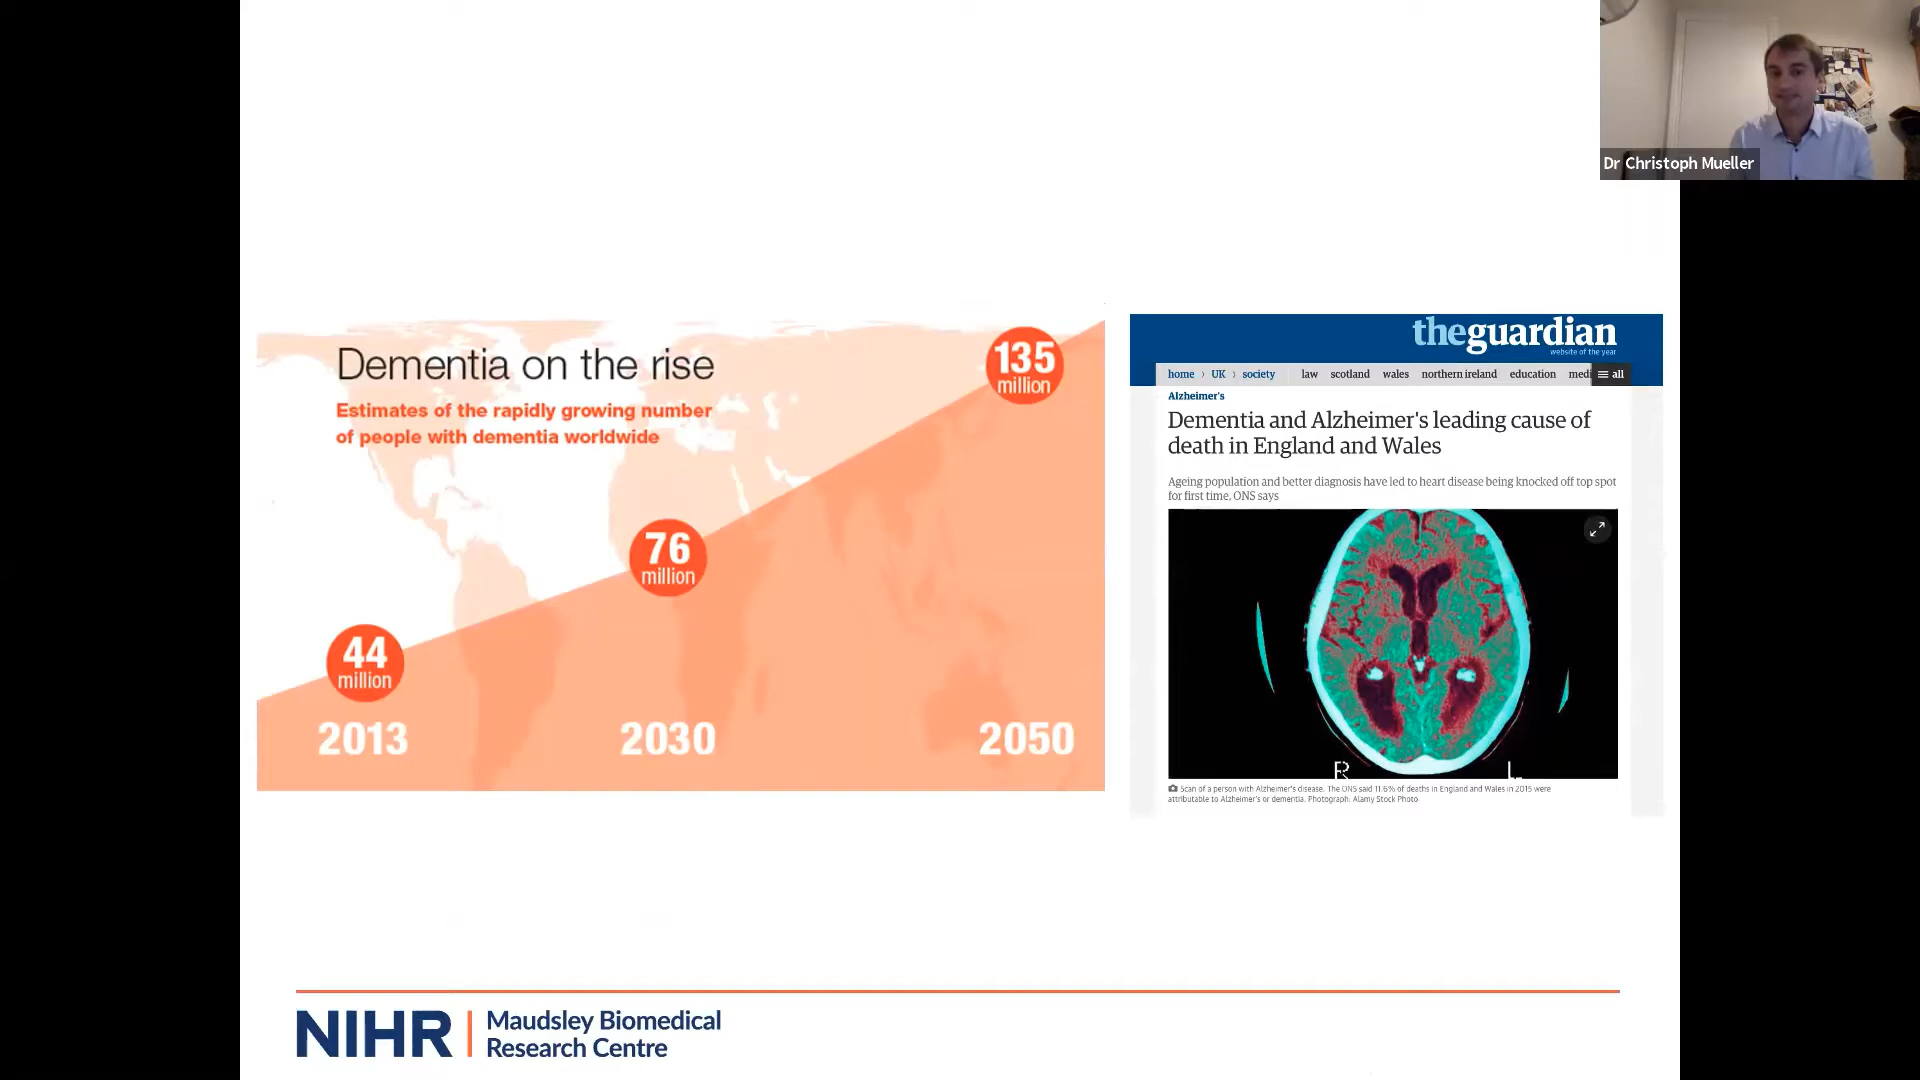 Dr Christoph Mueller
Dementia on the rise
Estimates of the rapidly growing number
of people with dementia worldwide
135
million
76
million
44
million
2013
2030
2050
theguardian
website of the year
home › UK › society law scotland wales northern ireland education medi ≡ all
Alzheimer's
Dementia and Alzheimer's leading cause of
death in England and Wales
Ageing population and better diagnosis have led to heart disease being knocked off top spot
for first time, ONS says
R L
Scan of a person with Alzheimer's disease. The ONS said 11.6% of deaths in England and Wales in 2015 were
attributable to Alzheimer's or dementia. Photograph: Alamy Stock Photo
NIHR | Maudsley Biomedical
Research Centre